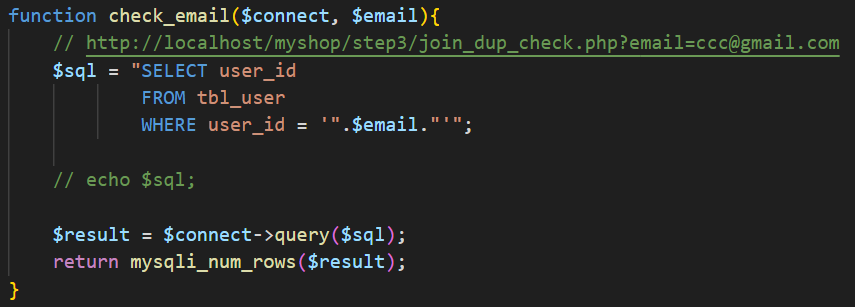 function check_email($connect, $email){
// http://localhost/myshop/step3/join_dup_check.php?email=ccc@gmail.com
$sql = "SELECT user_id
FROM tbl_user
WHERE user_id = '".$email."'";
// echo $sql;
$result = $connect->query($sql);
return mysqli_num_rows($result);
}